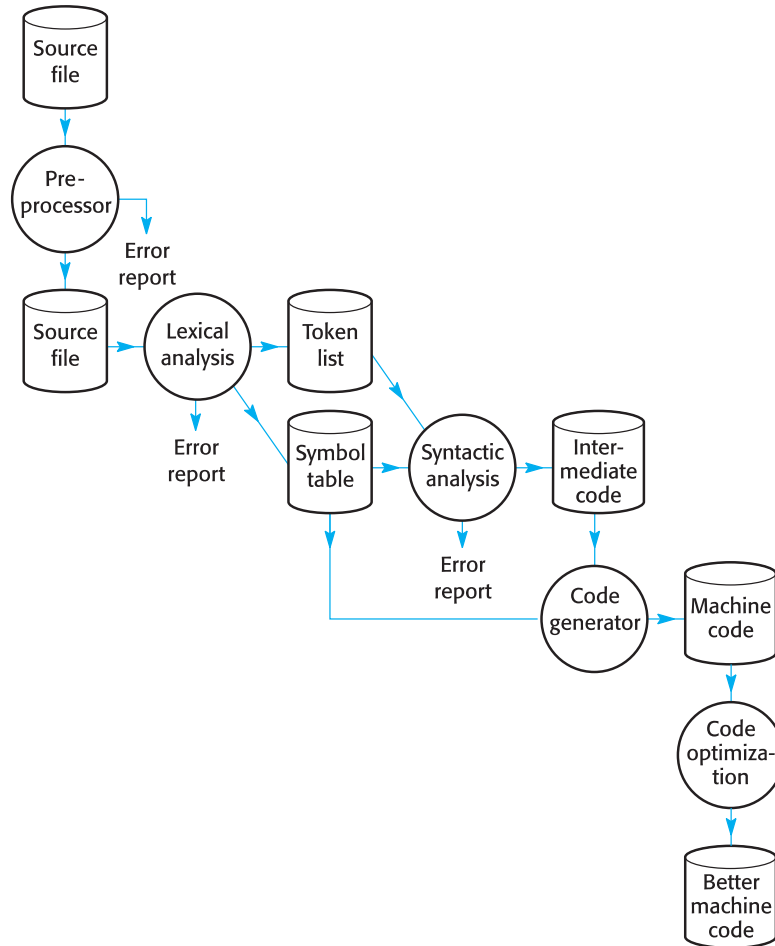 Source
file
Pre-
processor
Error
report
Source
file
Lexical
analysis
Token
list
Error
report
Symbol
table
Syntactic
analysis
Inter-
mediate
code
Error
report
Code
generator
Machine
code
Code
optimiza-
tion
Better
machine
code